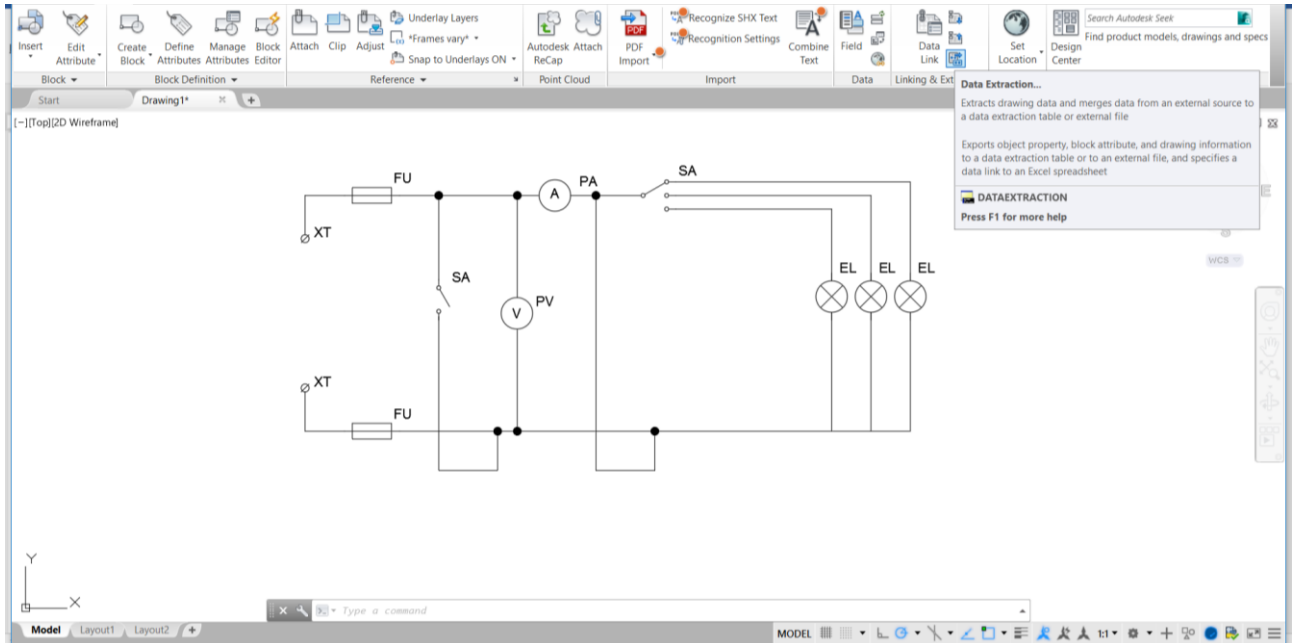 Insert
Edit
Attribute
Create
Block
Define
Attributes
Manage
Attributes
Block
Editor
Attach
Clip
Adjust
Underlay Layers
*Frames vary*
Snap to Underlays ON
Autodesk
ReCap
Attach
PDF
Import
PDF
Recognize SHX Text
Recognition Settings
Combine
Text
Field
Data
Link
Set
Location
Design
Center
Search Autodesk Seek
Find product models, drawings and specs
Block
Block Definition
Reference
Point Cloud
Import
Data
Linking & Ext
Start
Drawing1*
[−][Top][2D Wireframe]
Data Extraction...
Extracts drawing data and merges data from an external source to
a data extraction table or external file
Exports object property, block attribute, and drawing information
to a data extraction table or to an external file, and specifies a
data link to an Excel spreadsheet
DATAEXTRACTION
Press F1 for more help
WCS
FU
A
PA
SA
XT
SA
V
PV
EL
EL
EL
XT
FU
Y
X
Type a command
Model
Layout1
Layout2
MODEL
1:1